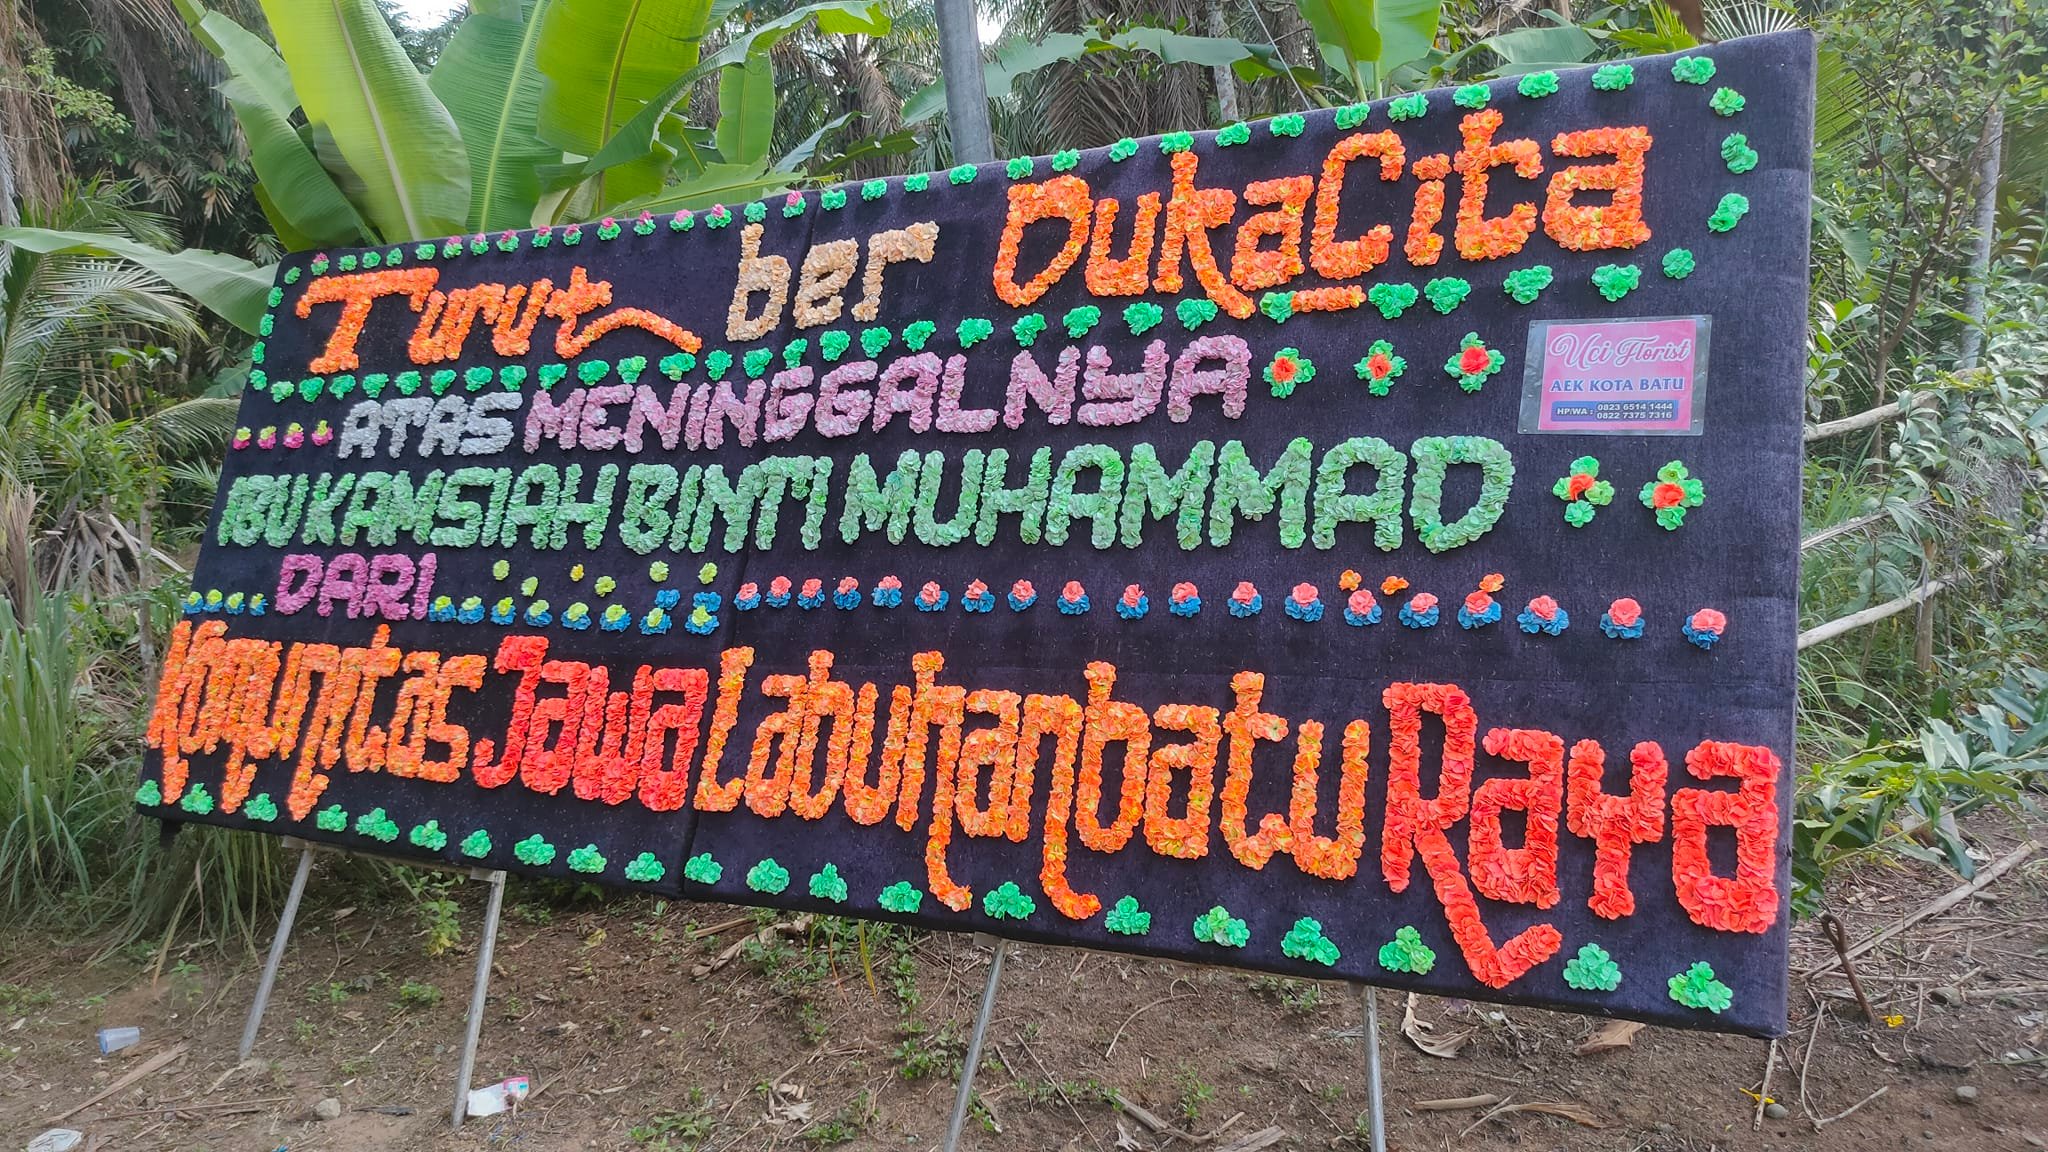 Turut ber DukaCita
ATAS MENINGGALNYA
IBU KAMSIAH BINTI MUHAMMAD
DARI
Komunitas Jawa Labuhanbatu Raya
Uci Florist
AEK KOTA BATU
HP/WA : 0823 6514 1444
0822 7375 7316